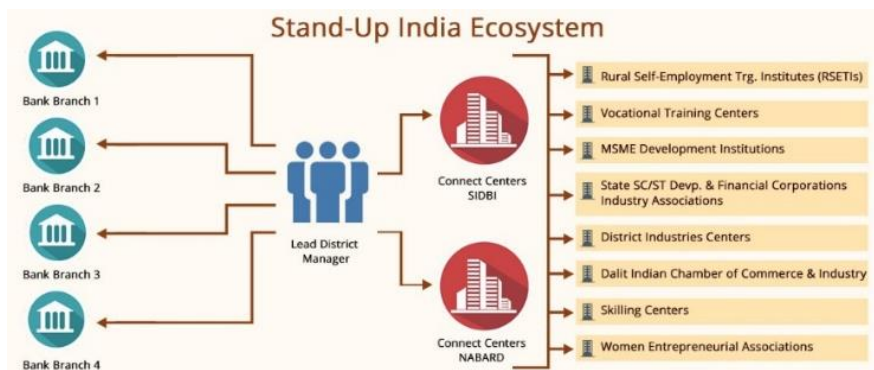 Stand-Up India Ecosystem
Bank Branch 1
Bank Branch 2
Bank Branch 3
Bank Branch 4
Lead District
Manager
Connect Centers
SIDBI
Connect Centers
NABARD
Rural Self-Employment Trg. Institutes (RSETIs)
Vocational Training Centers
MSME Development Institutions
State SC/ST Devp. & Financial Corporations
Industry Associations
District Industries Centers
Dalit Indian Chamber of Commerce & Industry
Skilling Centers
Women Entrepreneurial Associations